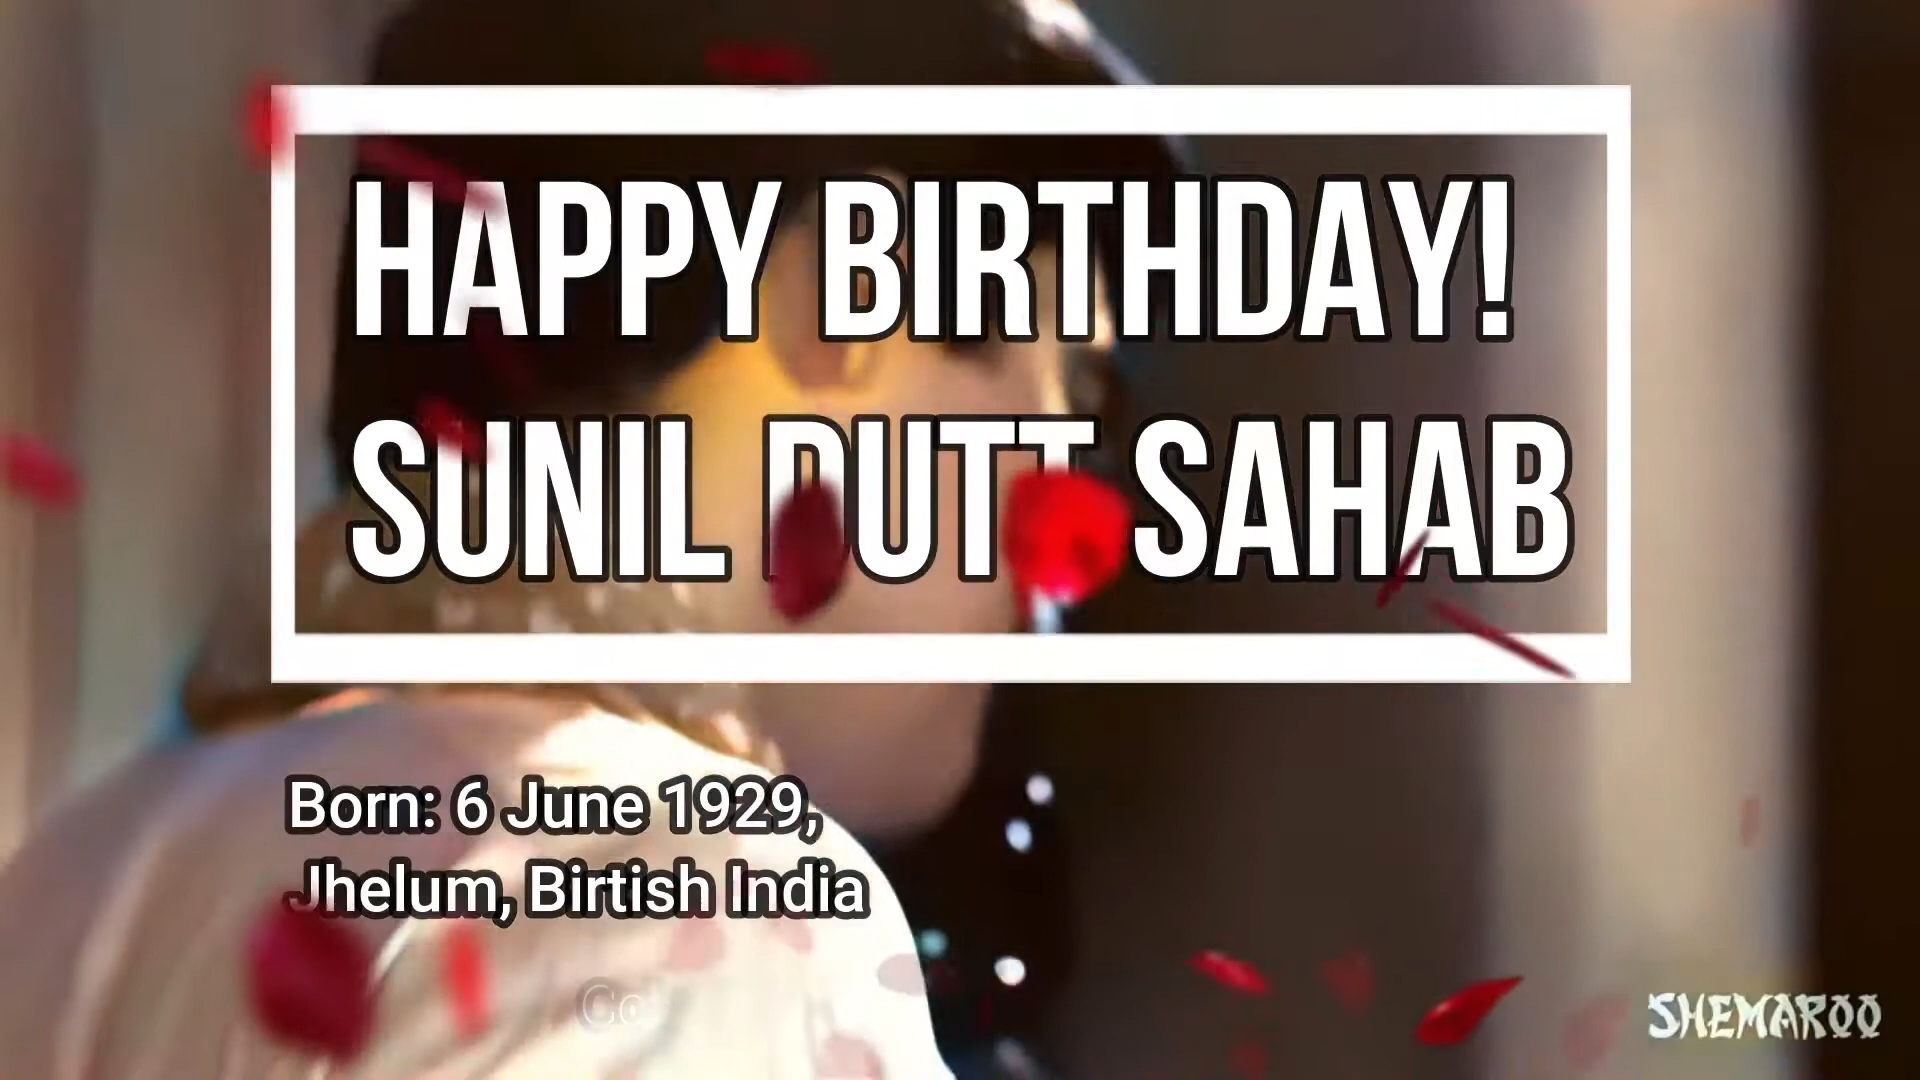 HAPPY BIRTHDAY!
SUNIL DUTT SAHAB
Born: 6 June 1929,
Jhelum, Birtish India
SHEMAROO